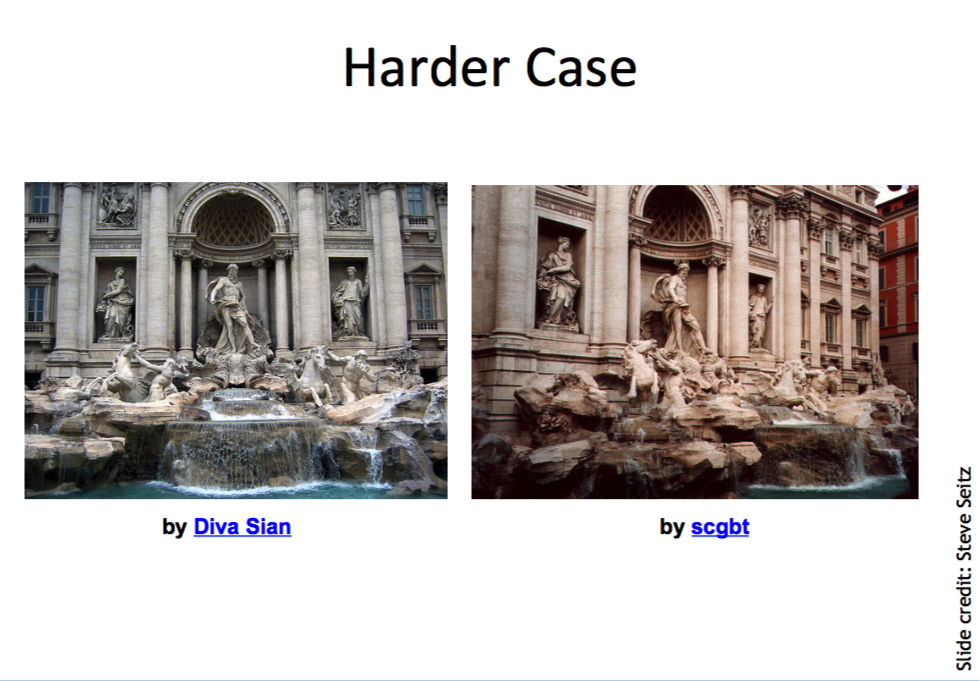 Harder Case
by Diva Sian
by scgbt
Slide credit: Steve Seitz